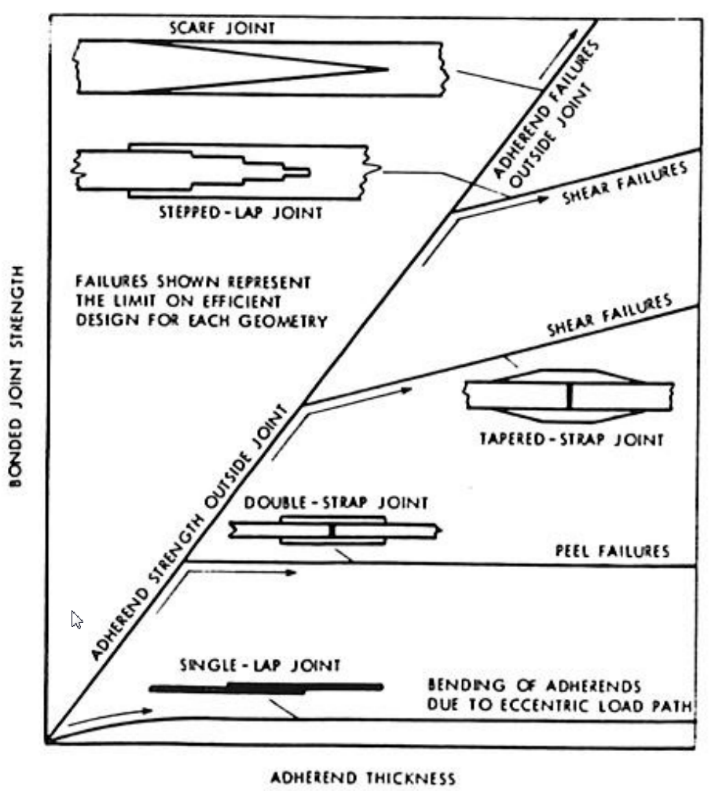 SCARF JOINT
ADHEREND FAILURES
OUTSIDE JOINT
STEPPED-LAP JOINT
SHEAR FAILURES
FAILURES SHOWN REPRESENT
THE LIMIT ON EFFICIENT
DESIGN FOR EACH GEOMETRY
BONDED JOINT STRENGTH
SHEAR FAILURES
TAPERED-STRAP JOINT
ADHEREND STRENGTH OUTSIDE JOINT
DOUBLE-STRAP JOINT
PEEL FAILURES
SINGLE-LAP JOINT
BENDING OF ADHERENDS
DUE TO ECCENTRIC LOAD PATH
ADHEREND THICKNESS